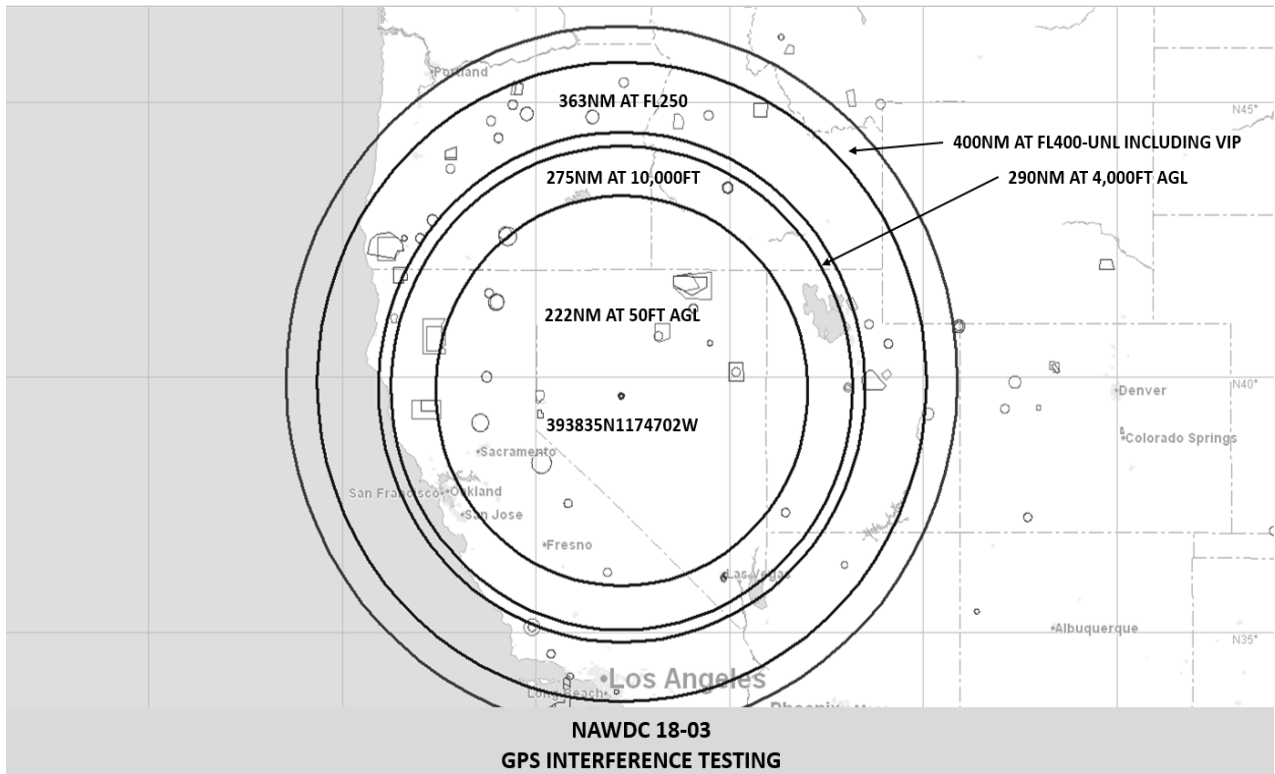 Portland
363NM AT FL250
N45°
400NM AT FL400-UNL INCLUDING VIP
275NM AT 10,000FT
290NM AT 4,000FT AGL
222NM AT 50FT AGL
N40°
Denver
393835N1174702W
Colorado Springs
Sacramento
San Francisco
Oakland
San Jose
Fresno
Las Vegas
Albuquerque
N35°
Los Angeles
Long Beach
Phoenix
NAWDC 18-03
GPS INTERFERENCE TESTING